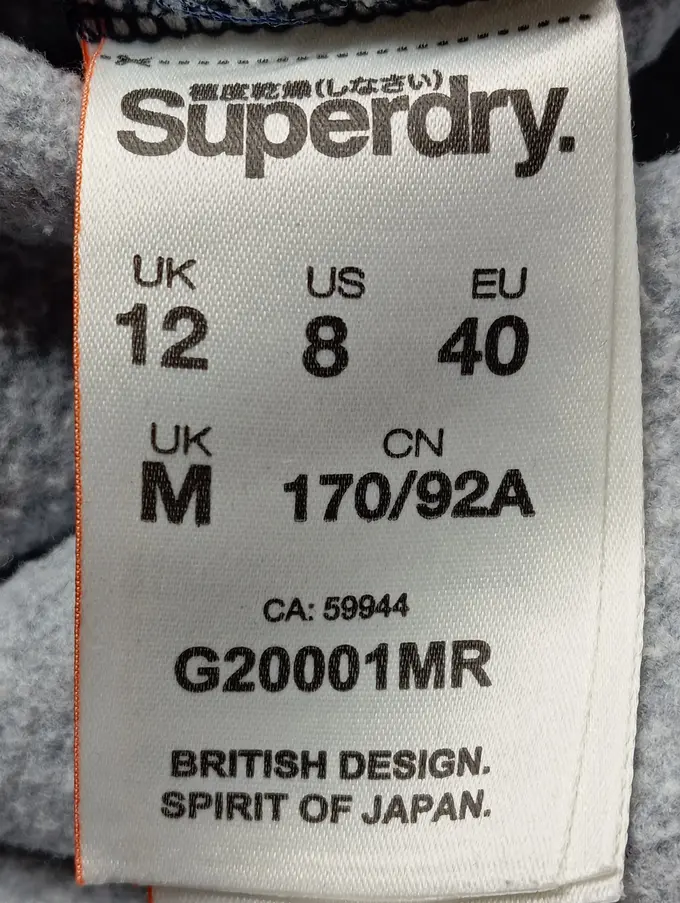 極度乾燥(しなさい)
Superdry.
UK US EU
12 8 40
UK CN
M 170/92A
CA: 59944
G20001MR
BRITISH DESIGN.
SPIRIT OF JAPAN.